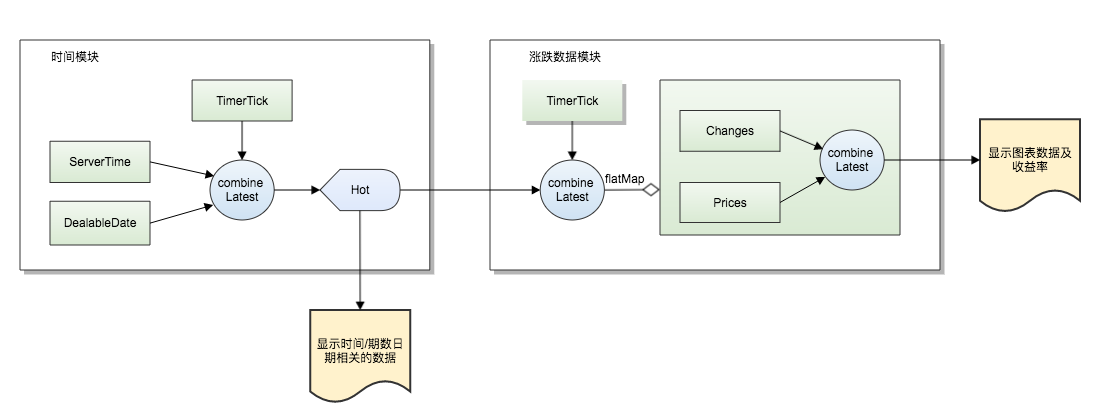 时间模块
TimerTick
ServerTime
combine
Latest
DealableDate
Hot
显示时间/期数日
期相关的数据
涨跌数据模块
TimerTick
combine
Latest
flatMap
Changes
Prices
combine
Latest
显示图表数据及
收益率